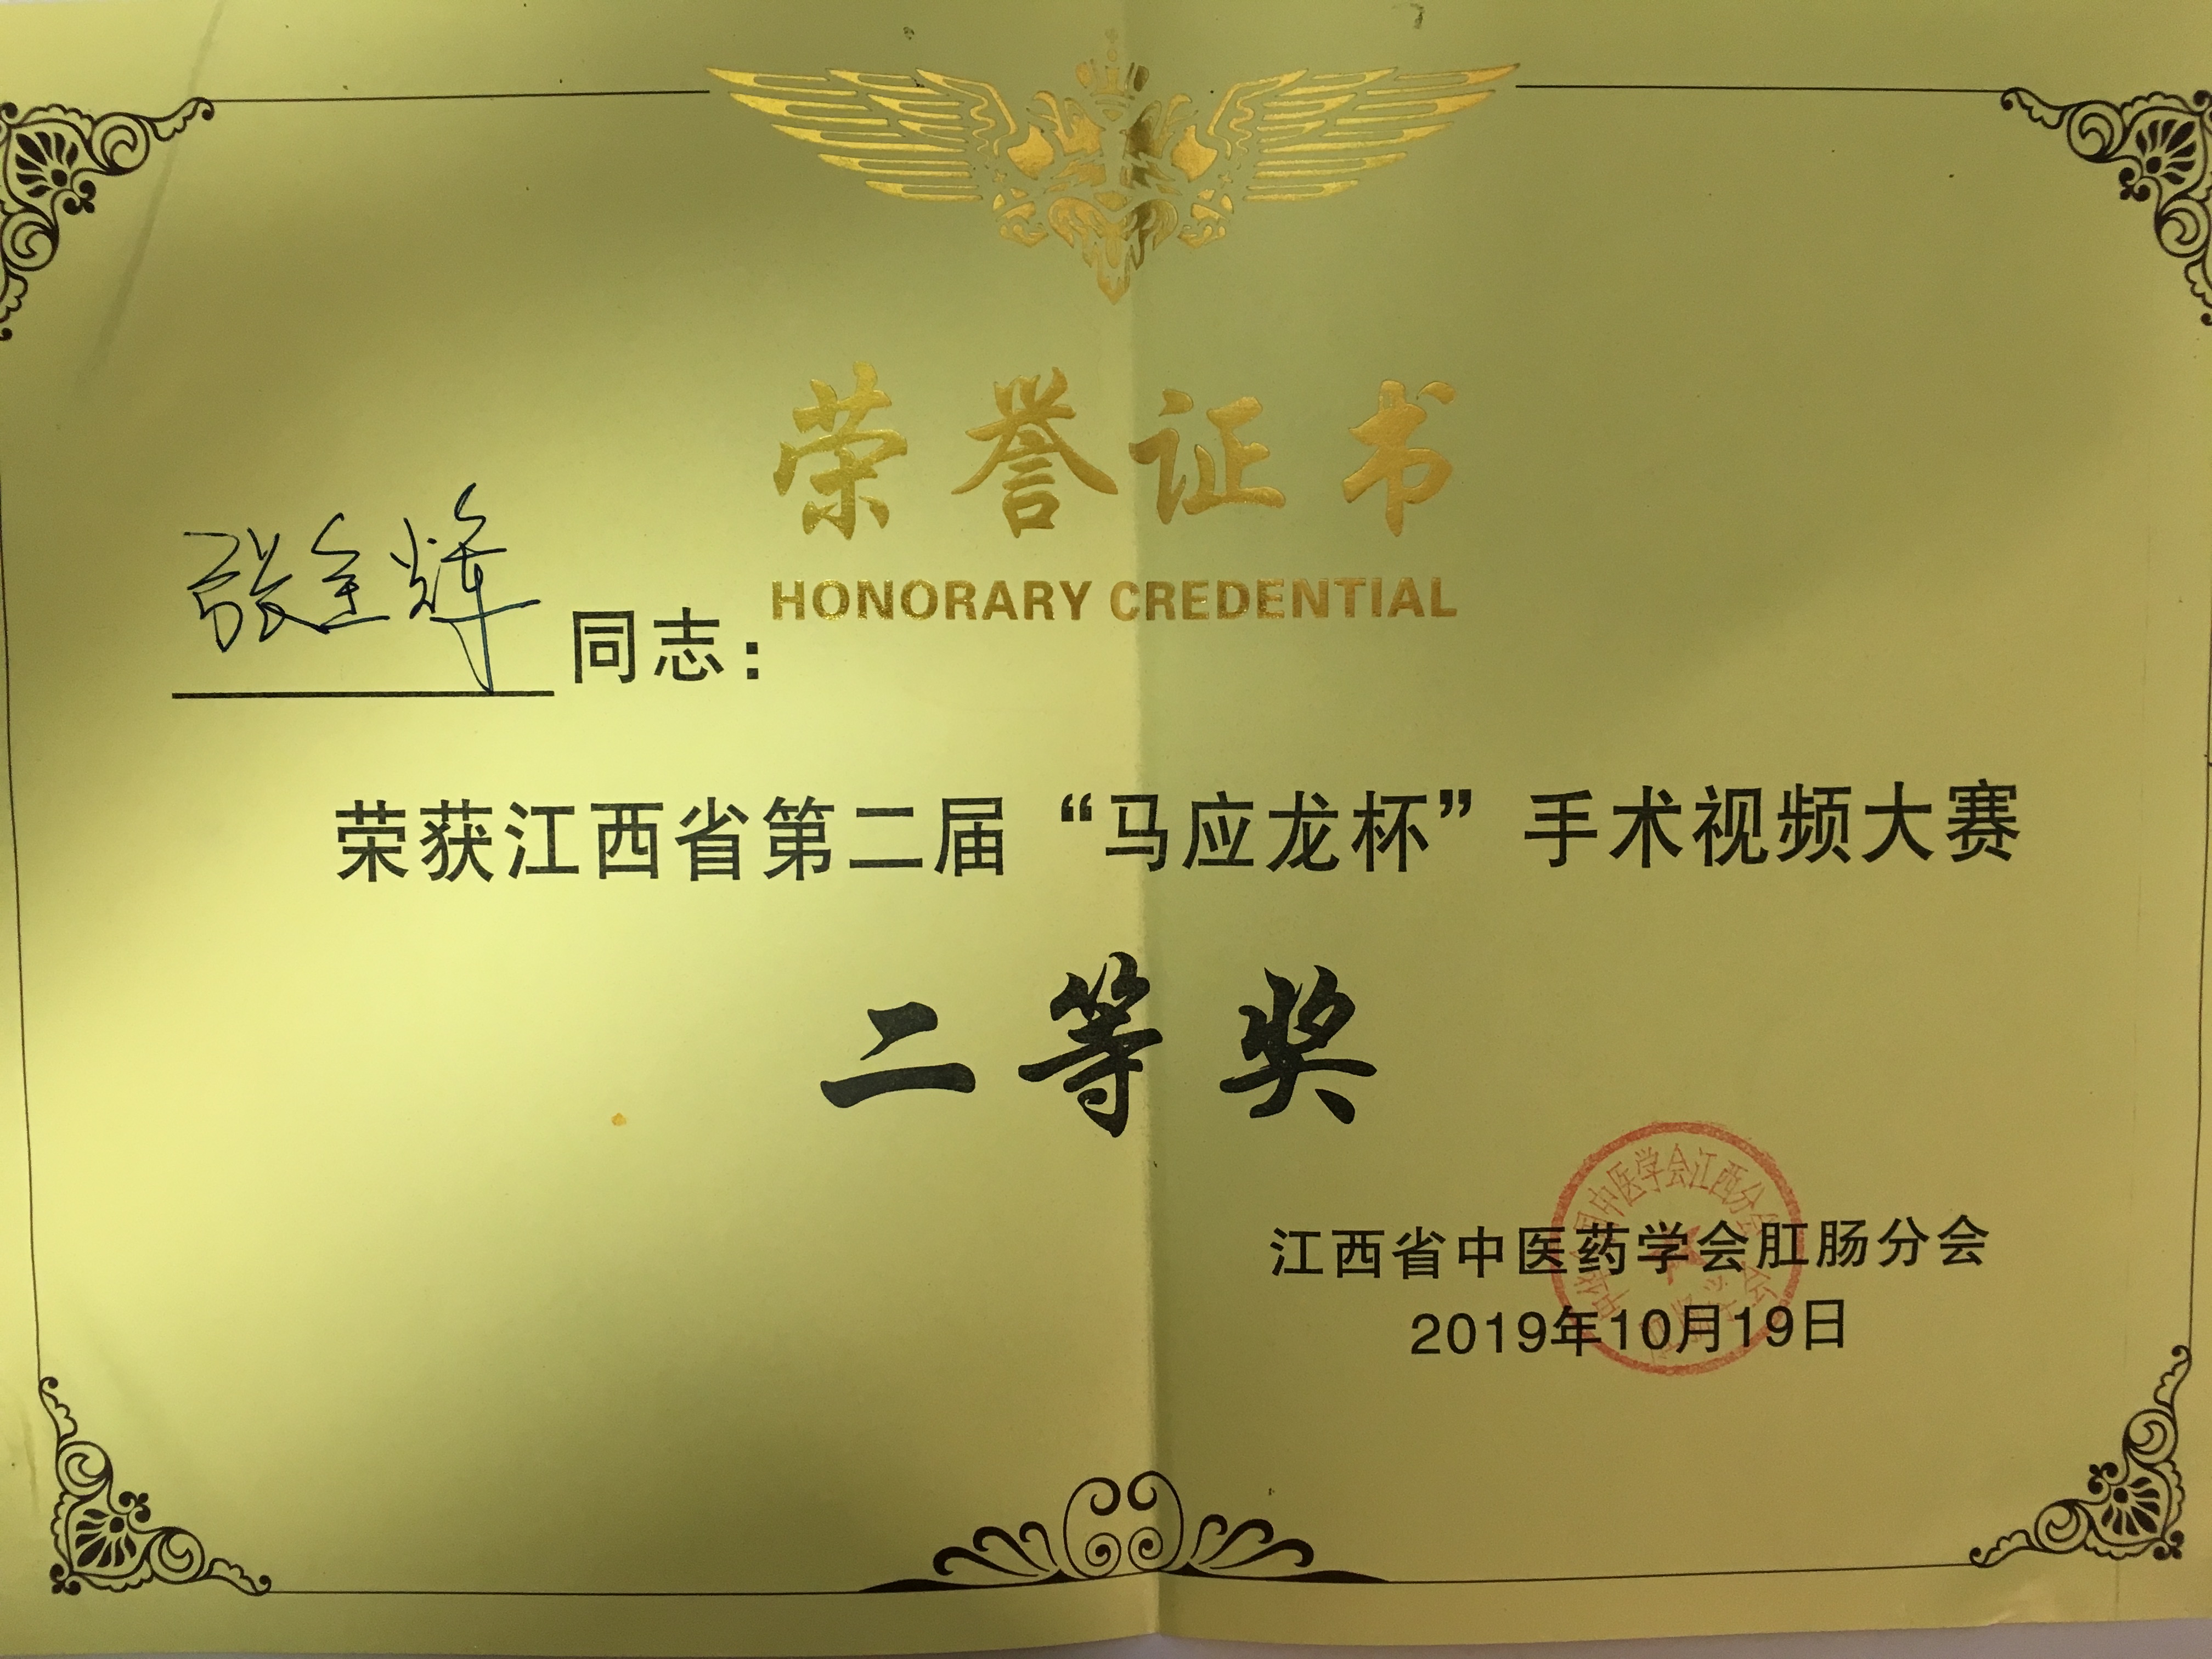 荣誉证书
HONORARY CREDENTIAL
张全辉 同志：
荣获江西省第二届“马应龙杯”手术视频大赛
二等奖
江西省中医药学会肛肠分会
2019年10月19日